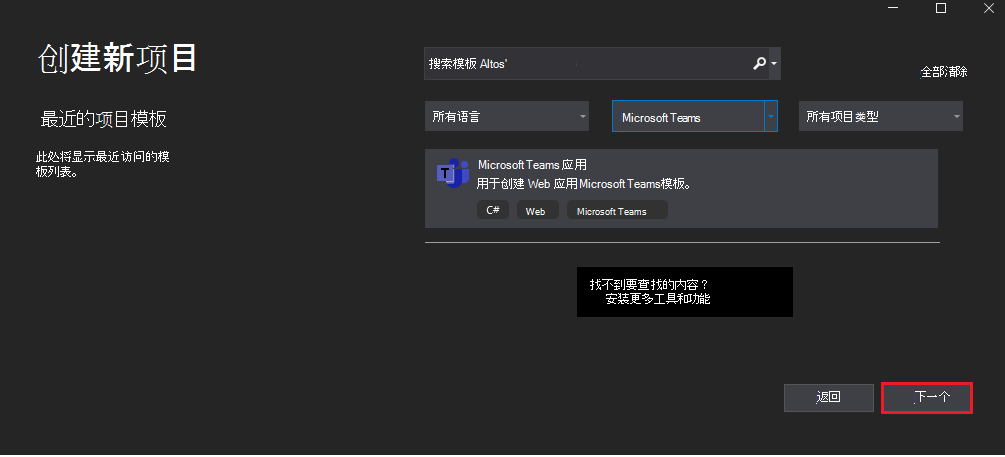 创建新项目
最近的项目模板
此处将显示最近访问的模
板列表。
搜索模板 Altos'
全部清除
所有语言
Microsoft Teams
所有项目类型
Microsoft Teams 应用
用于创建 Web 应用Microsoft Teams模板。
C#
Web
Microsoft Teams
找不到要查找的内容？
安装更多工具和功能
返回
下一个